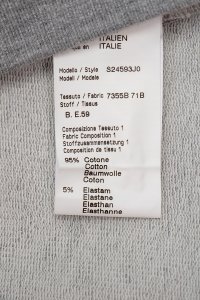 ITALIEN
en ITALIE
Modello / Style S24593J0
Modell / Modele
Tessuto / Fabric 7355B 71B
Stoff / Tissus
B. E.59
Composizione Tessuto 1
Fabric Composition 1
Stoffzusammensetzung 1
Composition de tissu 1
95% Cotone
Cotton
Baumwolle
Coton
5% Elastam
Elastane
Elasthan
Elasthanne